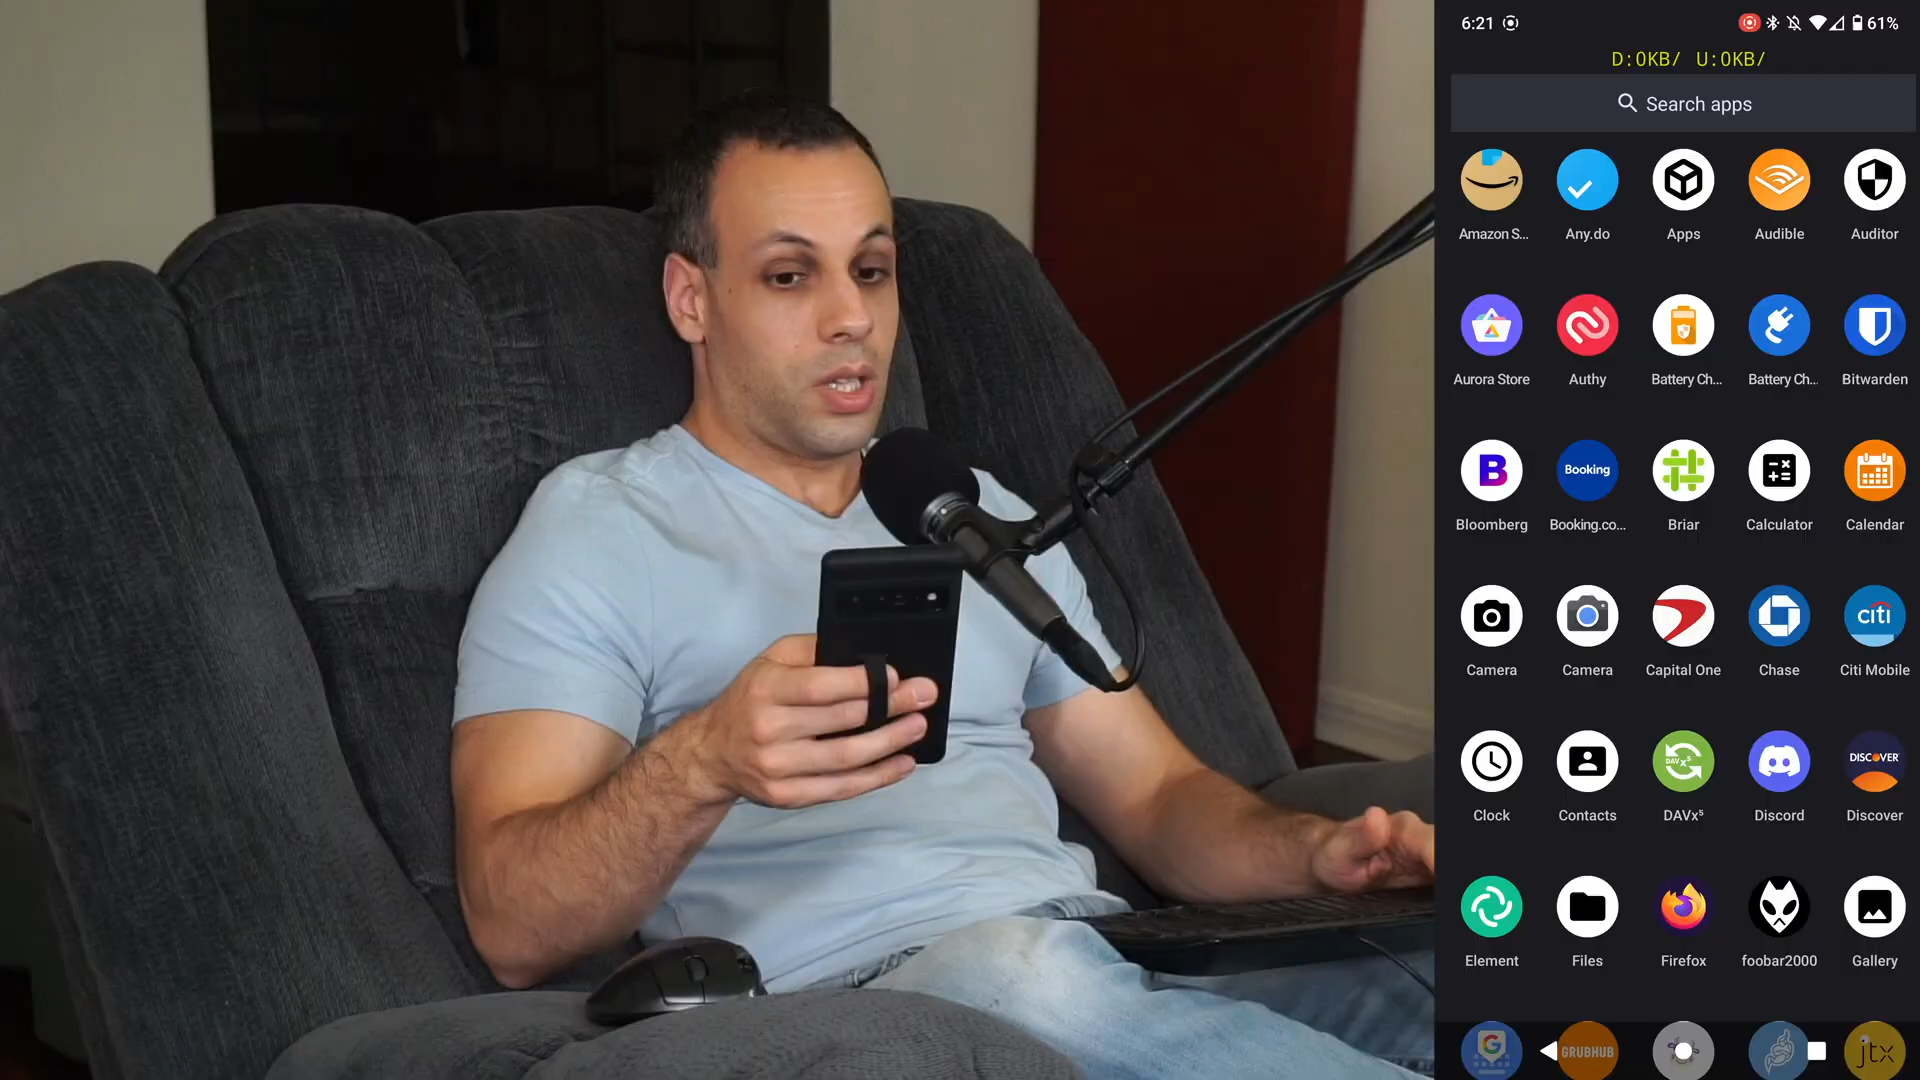 6:21 61%
D:0KB/ U:0KB/
Search apps
Amazon S... Any.do Apps Audible Auditor
Aurora Store Authy Battery Ch... Battery Ch... Bitwarden
B Booking
Bloomberg Booking.co... Briar Calculator Calendar
citi
Camera Camera Capital One Chase Citi Mobile
DAVx⁵ DISCOVER
Clock Contacts DAVx⁵ Discord Discover
Element Files Firefox foobar2000 Gallery
G GRUBHUB jtx